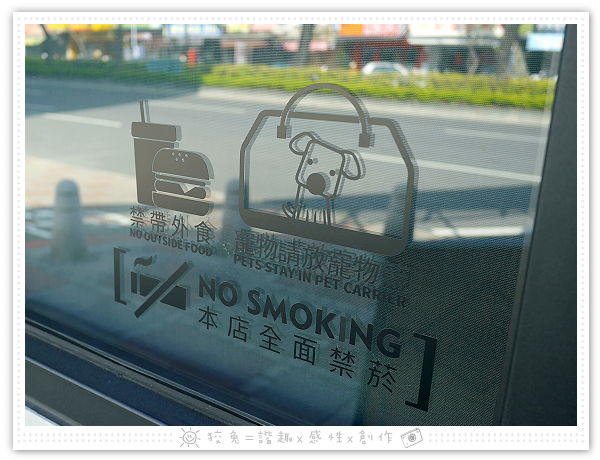 禁帶外食
NO OUTSIDE FOOD
寵物請放寵物
PETS STAY IN PET CARRIER
NO SMOKING
本店全面禁菸
狡兔=諧趣x感性x創作